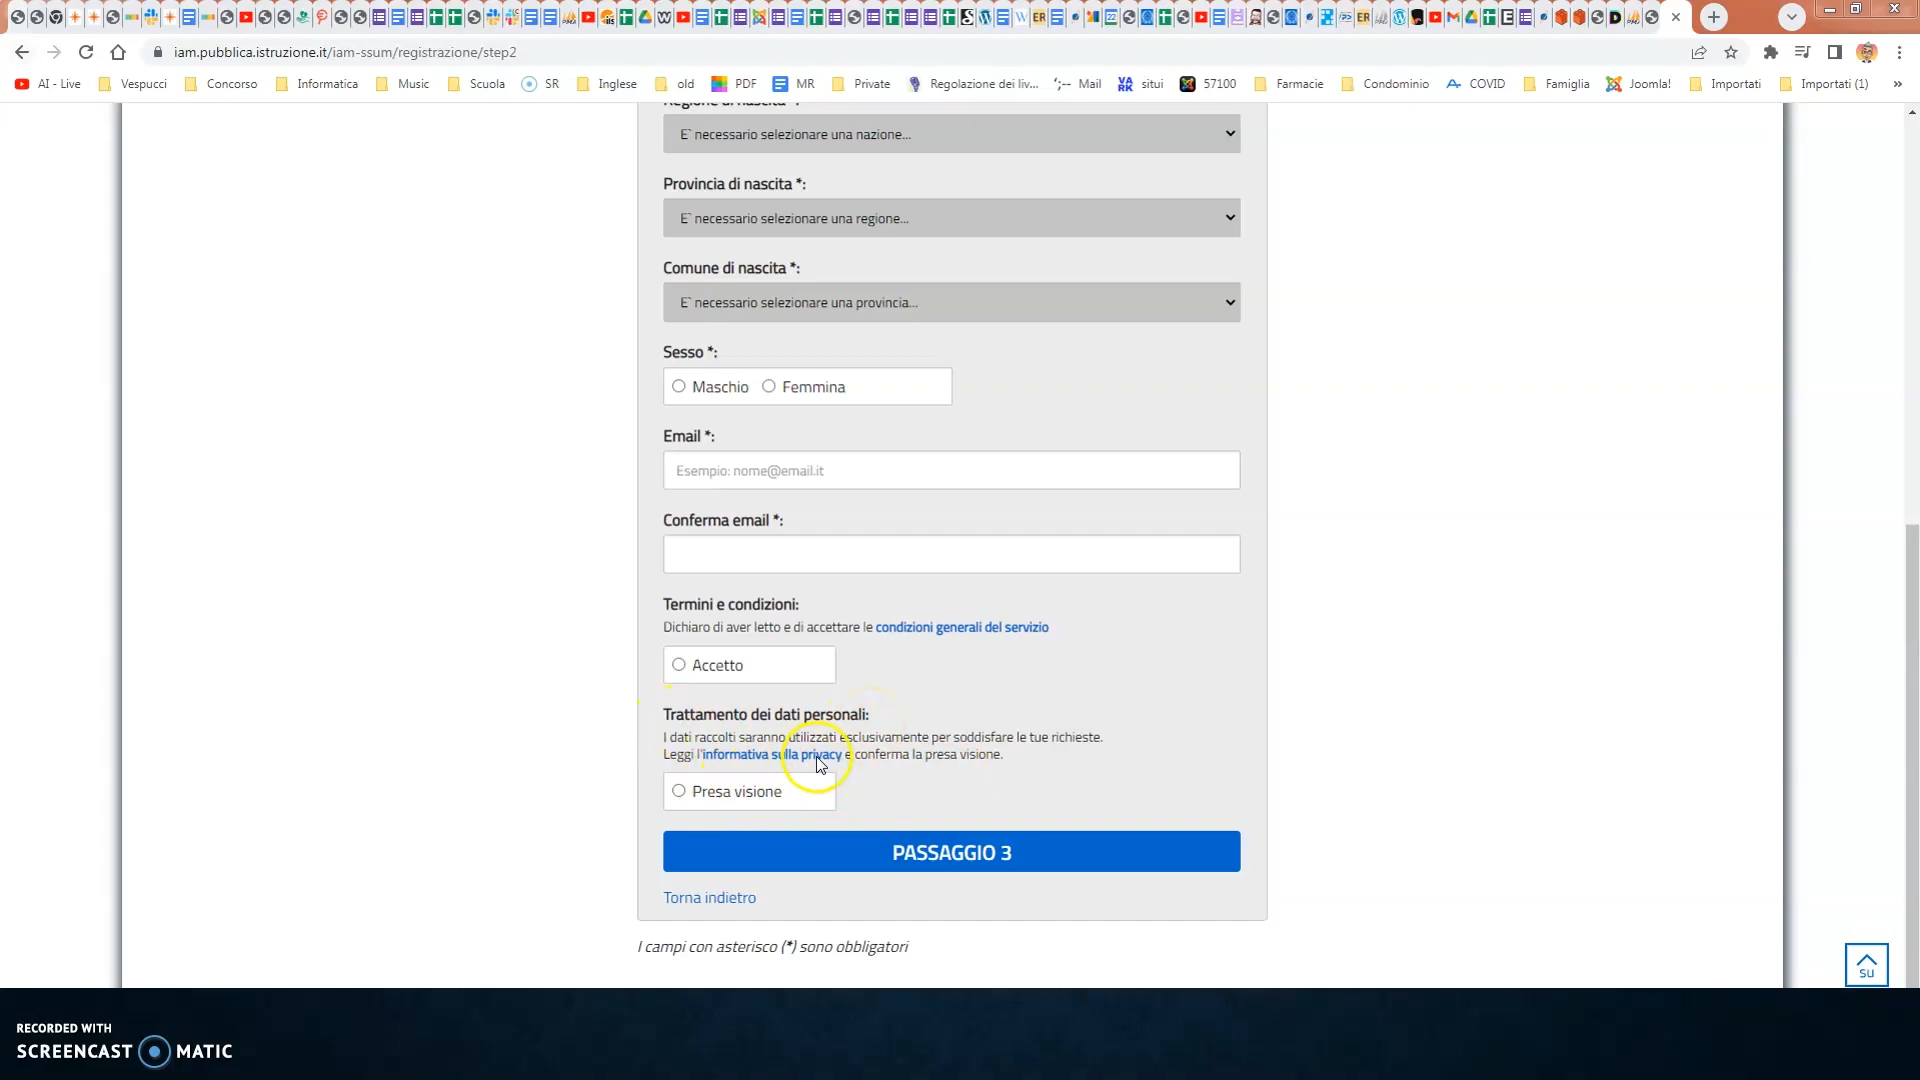 iam.pubblica.istruzione.it/iam-ssum/registrazione/step2
AI - Live Vespucci Concorso Informatica Music Scuola SR Inglese old PDF MR Private Regolazione dei liv... Mail situi 57100 Farmacie Condominio COVID Famiglia Joomla! Importati Importati (1) »
Regione di nascita *:
E` necessario selezionare una nazione...
Provincia di nascita *:
E` necessario selezionare una regione...
Comune di nascita *:
E` necessario selezionare una provincia...
Sesso *:
Maschio Femmina
Email *:
Esempio: nome@email.it
Conferma email *:
Termini e condizioni:
Dichiaro di aver letto e di accettare le condizioni generali del servizio
Accetto
Trattamento dei dati personali:
I dati raccolti saranno utilizzati esclusivamente per soddisfare le tue richieste.
Leggi l'informativa sulla privacy e conferma la presa visione.
Presa visione
PASSAGGIO 3
Torna indietro
I campi con asterisco (*) sono obbligatori
su
RECORDED WITH
SCREENCAST MATIC